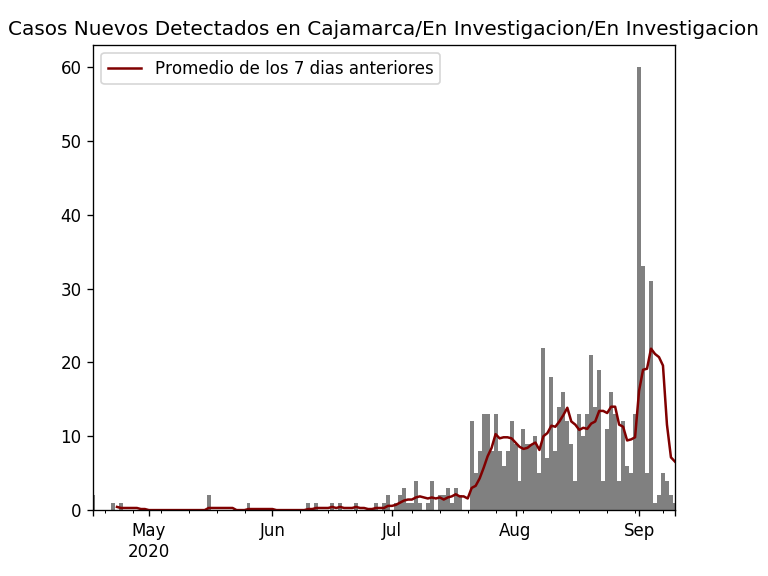 Casos Nuevos Detectados en Cajamarca/En Investigacion/En Investigacion
Promedio de los 7 dias anteriores
60
50
40
30
20
10
0
May Jun Jul Aug Sep
2020